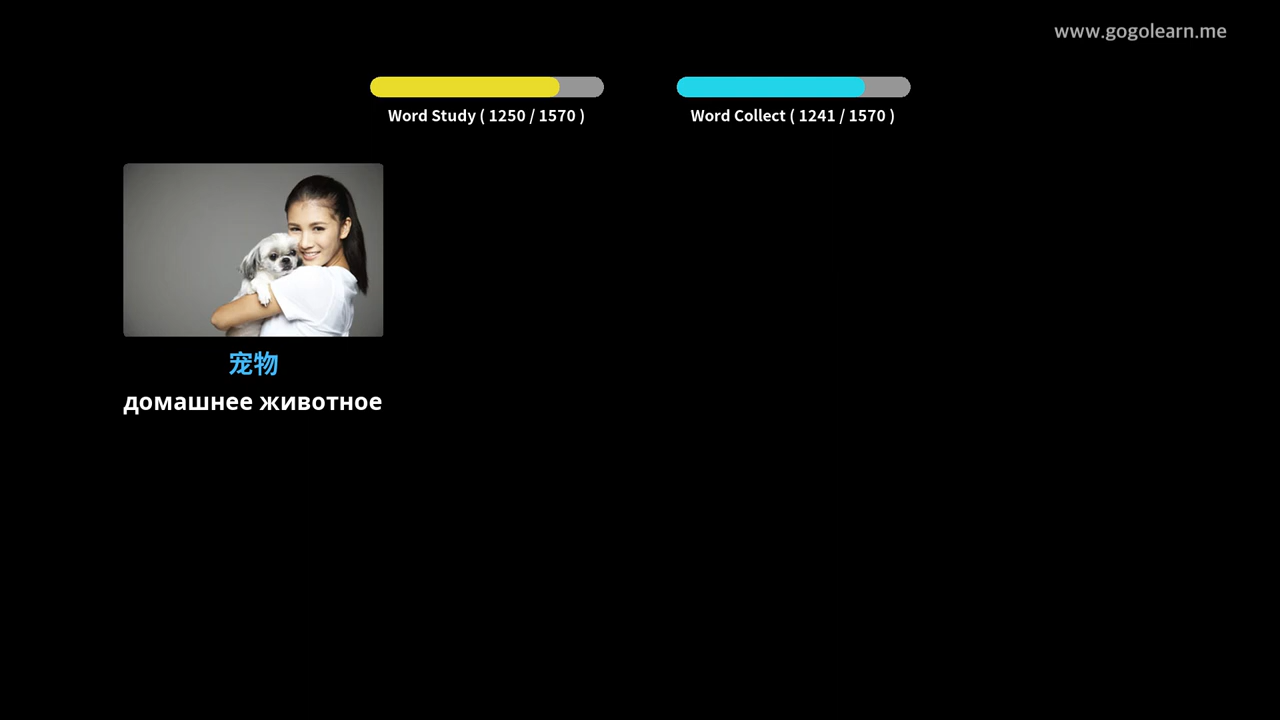 www.gogolearn.me
Word Study ( 1250 / 1570 )
Word Collect ( 1241 / 1570 )
宠物
домашнее животное